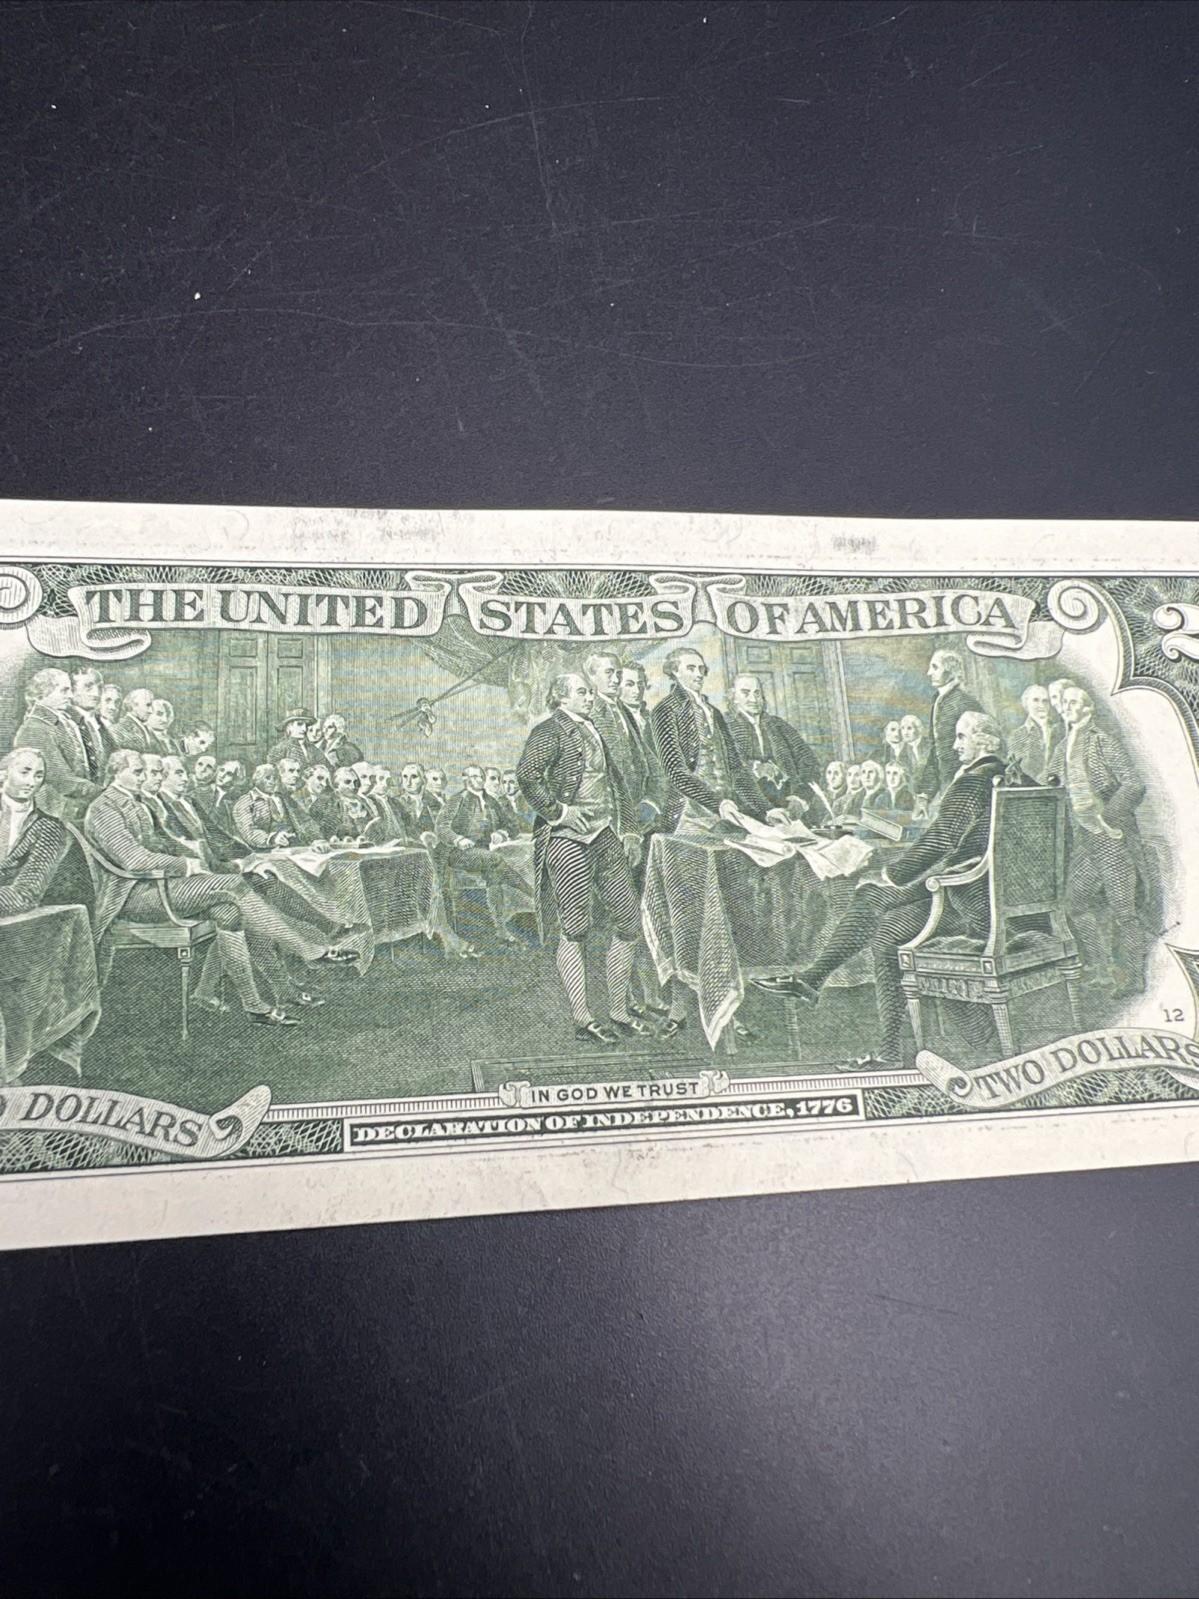 THE UNITED STATES OF AMERICA
12
TWO DOLLARS
DOLLARS
IN GOD WE TRUST
DECLARATION OF INDEPENDENCE, 1776